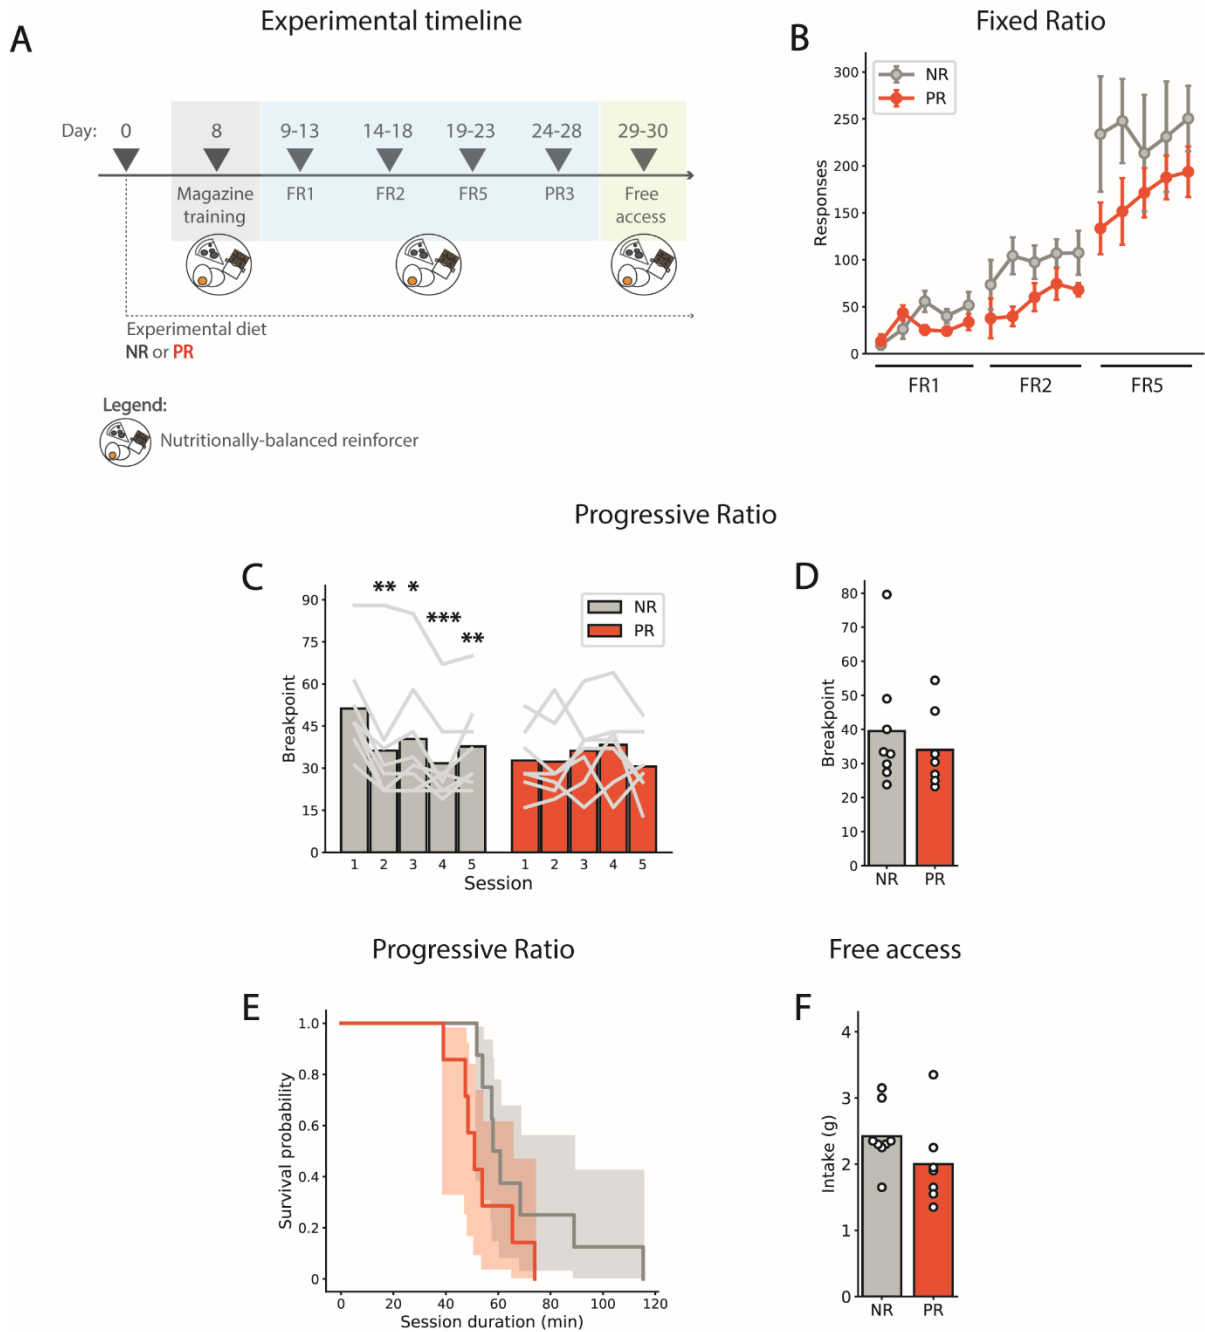 Experimental timeline
A
Day: 0 8 9-13 14-18 19-23 24-28 29-30
Magazine training FR1 FR2 FR5 PR3 Free access
Experimental diet
NR or PR
Legend:
Nutritionally-balanced reinforcer
Fixed Ratio
B
NR
PR
300
250
200
150
100
50
0
Responses
FR1 FR2 FR5
Progressive Ratio
C
** * *** **
NR
PR
90
75
60
45
30
15
0
Breakpoint
1 2 3 4 5 1 2 3 4 5
Session
D
80
70
60
50
40
30
20
10
0
Breakpoint
NR PR
Progressive Ratio
E
1.0
0.8
0.6
0.4
0.2
0
Survival probability
0 20 40 60 80 100 120
Session duration (min)
Free access
F
4
3
2
1
0
Intake (g)
NR PR